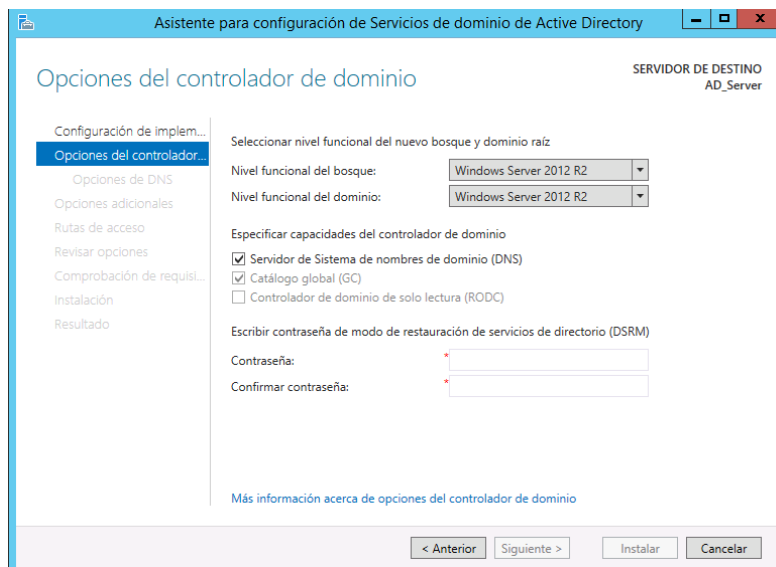 Asistente para configuración de Servicios de dominio de Active Directory
Opciones del controlador de dominio
SERVIDOR DE DESTINO
AD_Server
Configuración de implem...
Opciones del controlador...
Opciones de DNS
Opciones adicionales
Rutas de acceso
Revisar opciones
Comprobación de requisi...
Instalación
Resultado
Seleccionar nivel funcional del nuevo bosque y dominio raíz
Nivel funcional del bosque: Windows Server 2012 R2
Nivel funcional del dominio: Windows Server 2012 R2
Especificar capacidades del controlador de dominio
Servidor de Sistema de nombres de dominio (DNS)
Catálogo global (GC)
Controlador de dominio de solo lectura (RODC)
Escribir contraseña de modo de restauración de servicios de directorio (DSRM)
Contraseña: *
Confirmar contraseña: *
Más información acerca de opciones del controlador de dominio
< Anterior Siguiente > Instalar Cancelar